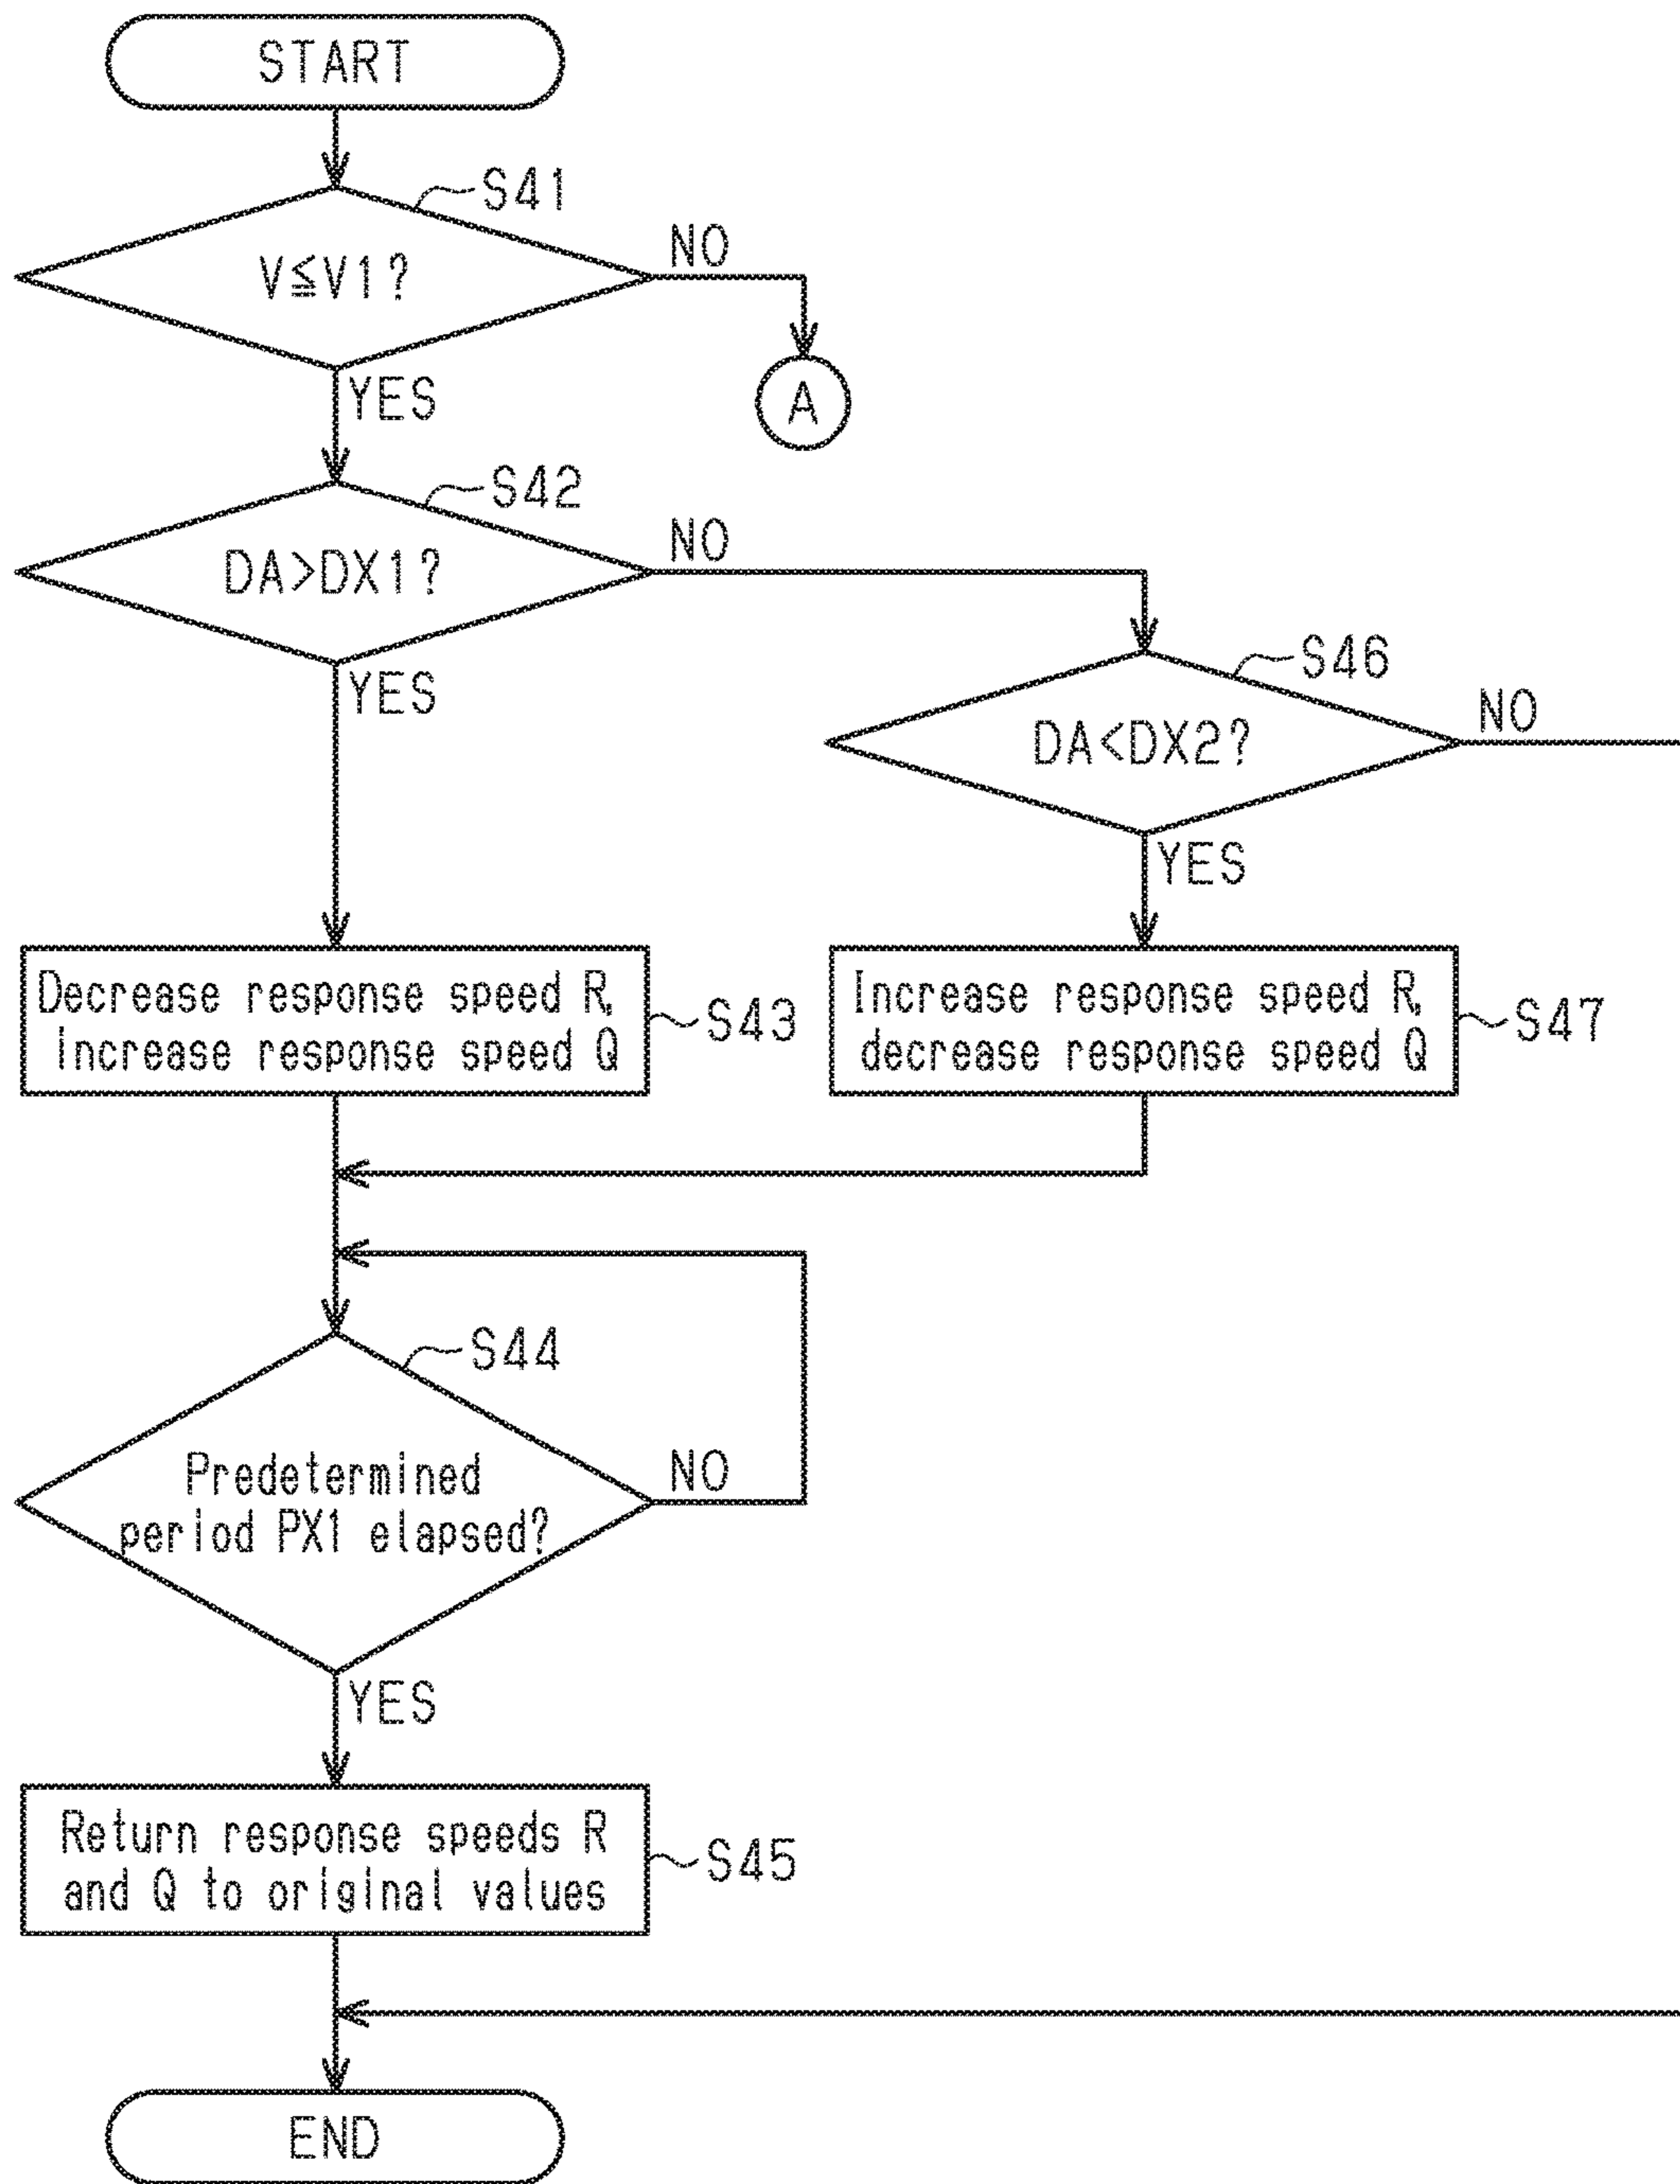 START
S41
V≦V1?
NO
A
YES
S42
DA>DX1?
NO
YES
S46
DA<DX2?
NO
YES
Decrease response speed R,
increase response speed Q
S43
Increase response speed R,
decrease response speed Q
S47
S44
Predetermined
period PX1 elapsed?
NO
YES
Return response speeds R
and Q to original values
S45
END